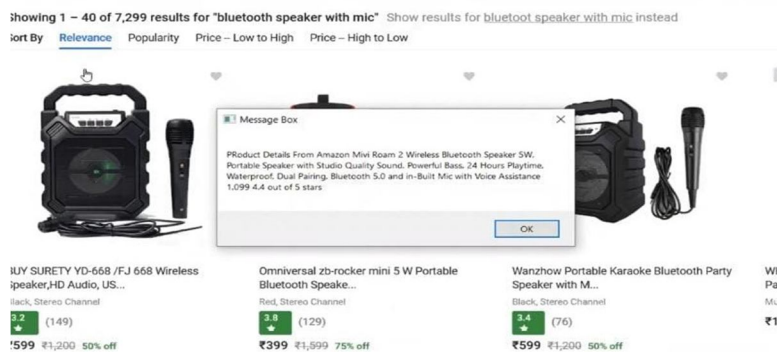 Showing 1 – 40 of 7,299 results for "bluetooth speaker with mic" Show results for bluetoot speaker with mic instead
Sort By Relevance Popularity Price – Low to High Price – High to Low
Message Box
PRoduct Details From Amazon Mivi Roam 2 Wireless Bluetooth Speaker 5W,
Portable Speaker with Studio Quality Sound, Powerful Bass, 24 Hours Playtime,
Waterproof, Dual Pairing, Bluetooth 5.0 and in-Built Mic with Voice Assistance
1,099 4.4 out of 5 stars
OK
BUY SURETY YD-668 /FJ 668 Wireless
Speaker,HD Audio, US...
Black, Stereo Channel
3.2 (149)
₹599 ₹1,200 50% off
Omniversal zb-rocker mini 5 W Portable
Bluetooth Speake...
Red, Stereo Channel
3.8 (129)
₹399 ₹1,599 75% off
Wanzhow Portable Karaoke Bluetooth Party
Speaker with M...
Black, Stereo Channel
3.4 (76)
₹599 ₹1,200 50% off